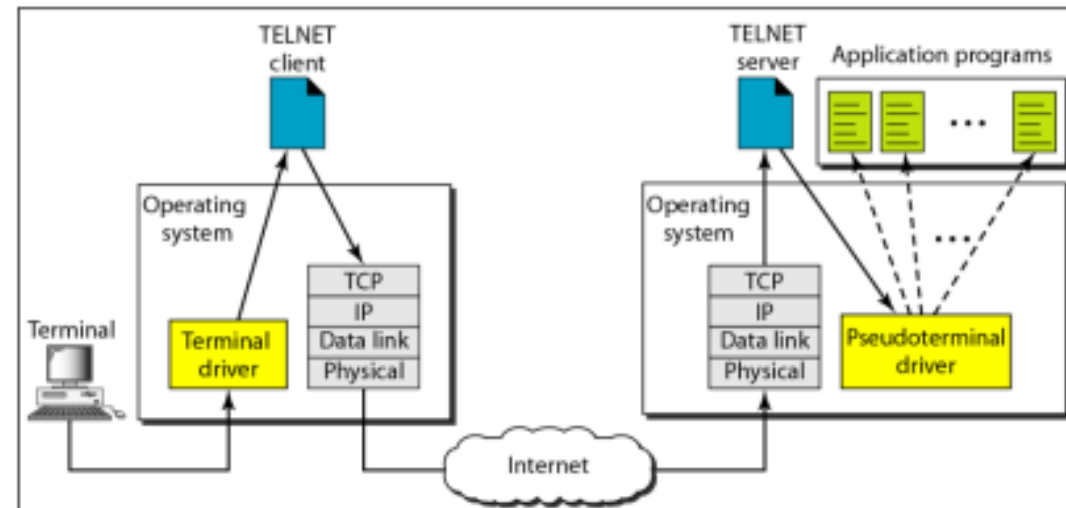 TELNET
client
TELNET
server
Application programs
Operating
system
Operating
system
TCP
IP
Data link
Physical
TCP
IP
Data link
Physical
Terminal
Terminal
driver
Pseudoterminal
driver
Internet